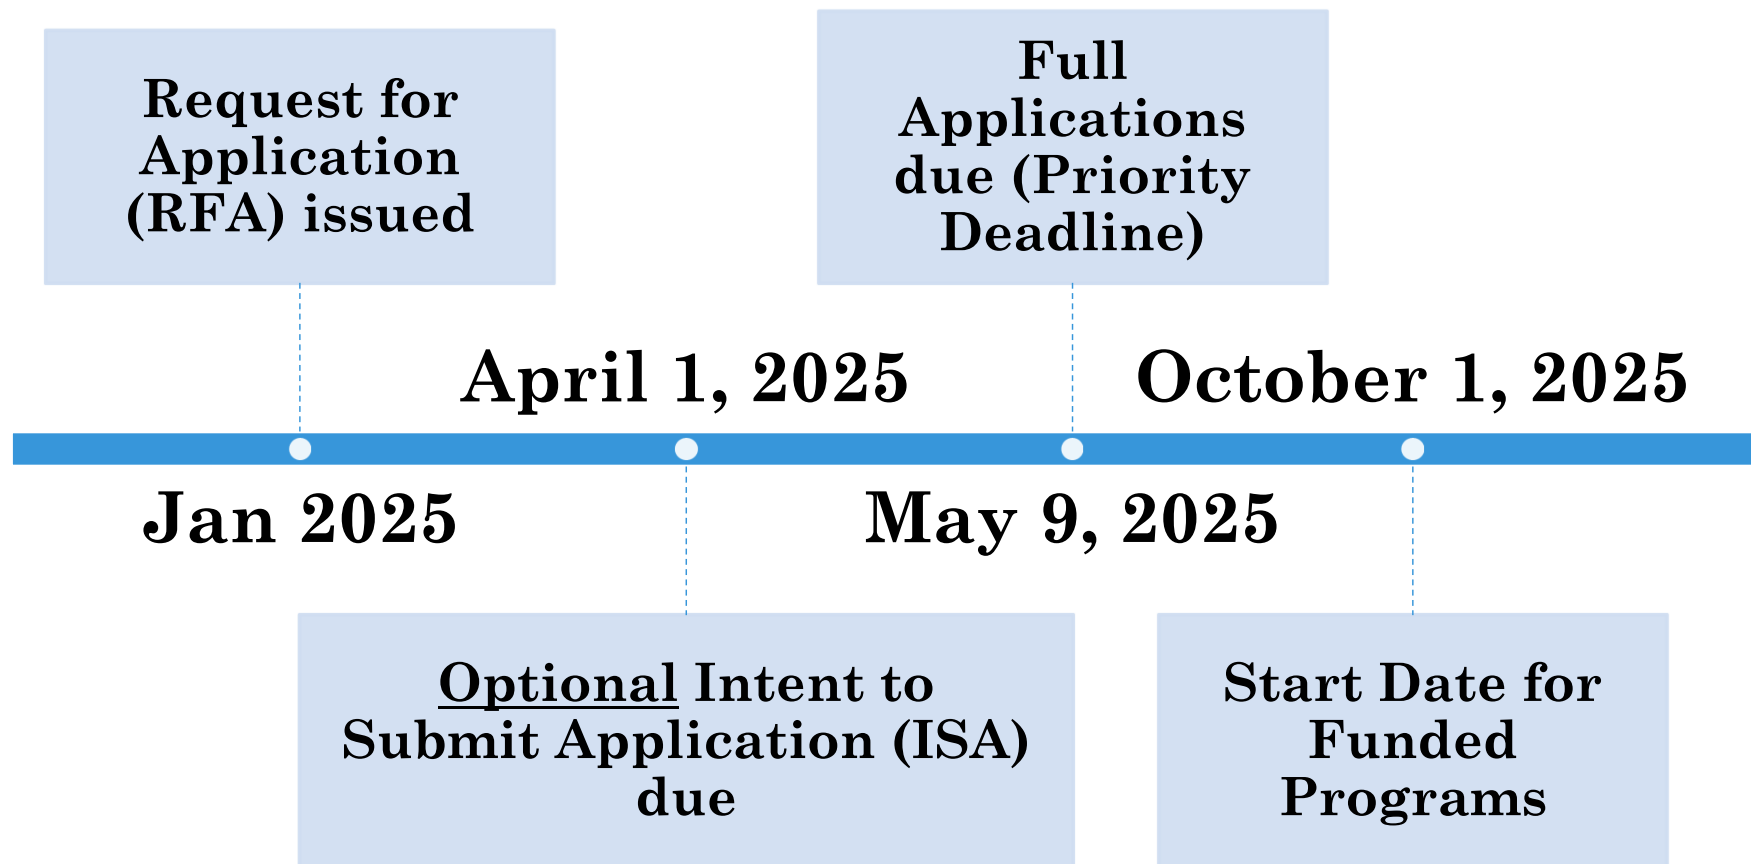 Request for
Application
(RFA) issued
Jan 2025
April 1, 2025
Optional Intent to
Submit Application (ISA)
due
Full
Applications
due (Priority
Deadline)
May 9, 2025
October 1, 2025
Start Date for
Funded
Programs